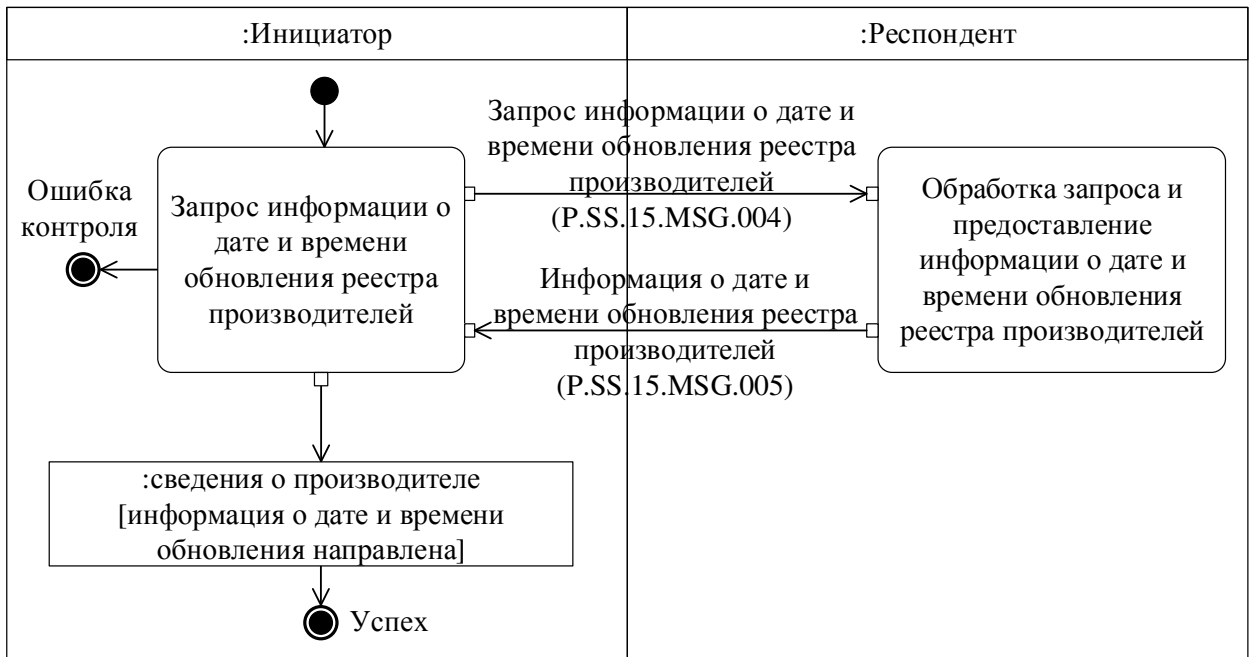 :Инициатор
:Респондент
Запрос информации о дате и
времени обновления реестра
производителей
(P.SS.15.MSG.004)
Ошибка
контроля
Запрос информации о
дате и времени
обновления реестра
производителей
Обработка запроса и
предоставление
информации о дате и
времени обновления
реестра производителей
Информация о дате и
времени обновления реестра
производителей
(P.SS.15.MSG.005)
:сведения о производителе
[информация о дате и времени
обновления направлена]
Успех